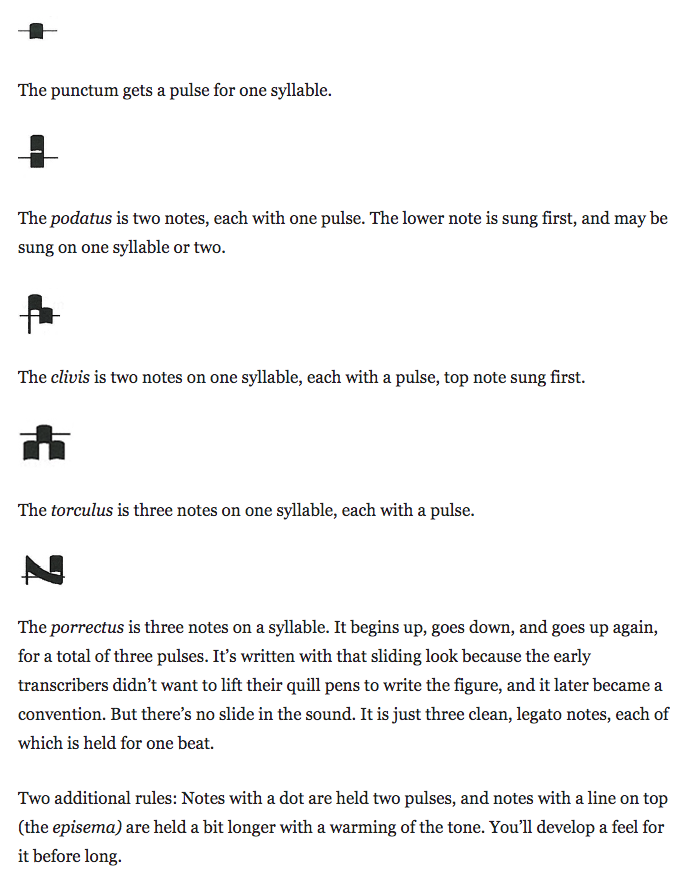 The punctum gets a pulse for one syllable.
The podatus is two notes, each with one pulse. The lower note is sung first, and may be
sung on one syllable or two.
The clivis is two notes on one syllable, each with a pulse, top note sung first.
The torculus is three notes on one syllable, each with a pulse.
The porrectus is three notes on a syllable. It begins up, goes down, and goes up again,
for a total of three pulses. It’s written with that sliding look because the early
transcribers didn’t want to lift their quill pens to write the figure, and it later became a
convention. But there’s no slide in the sound. It is just three clean, legato notes, each of
which is held for one beat.
Two additional rules: Notes with a dot are held two pulses, and notes with a line on top
(the episema) are held a bit longer with a warming of the tone. You’ll develop a feel for
it before long.